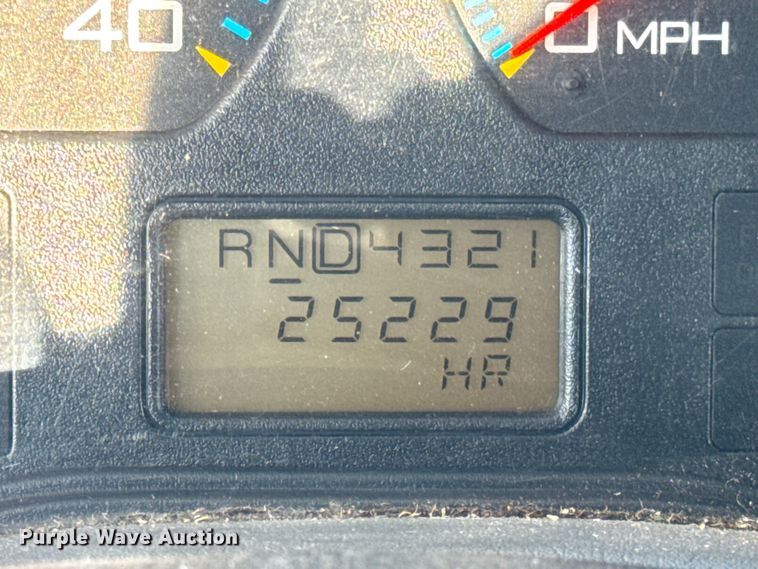 40
0 MPH
RND4321
25229
HR
Purple Wave Auction